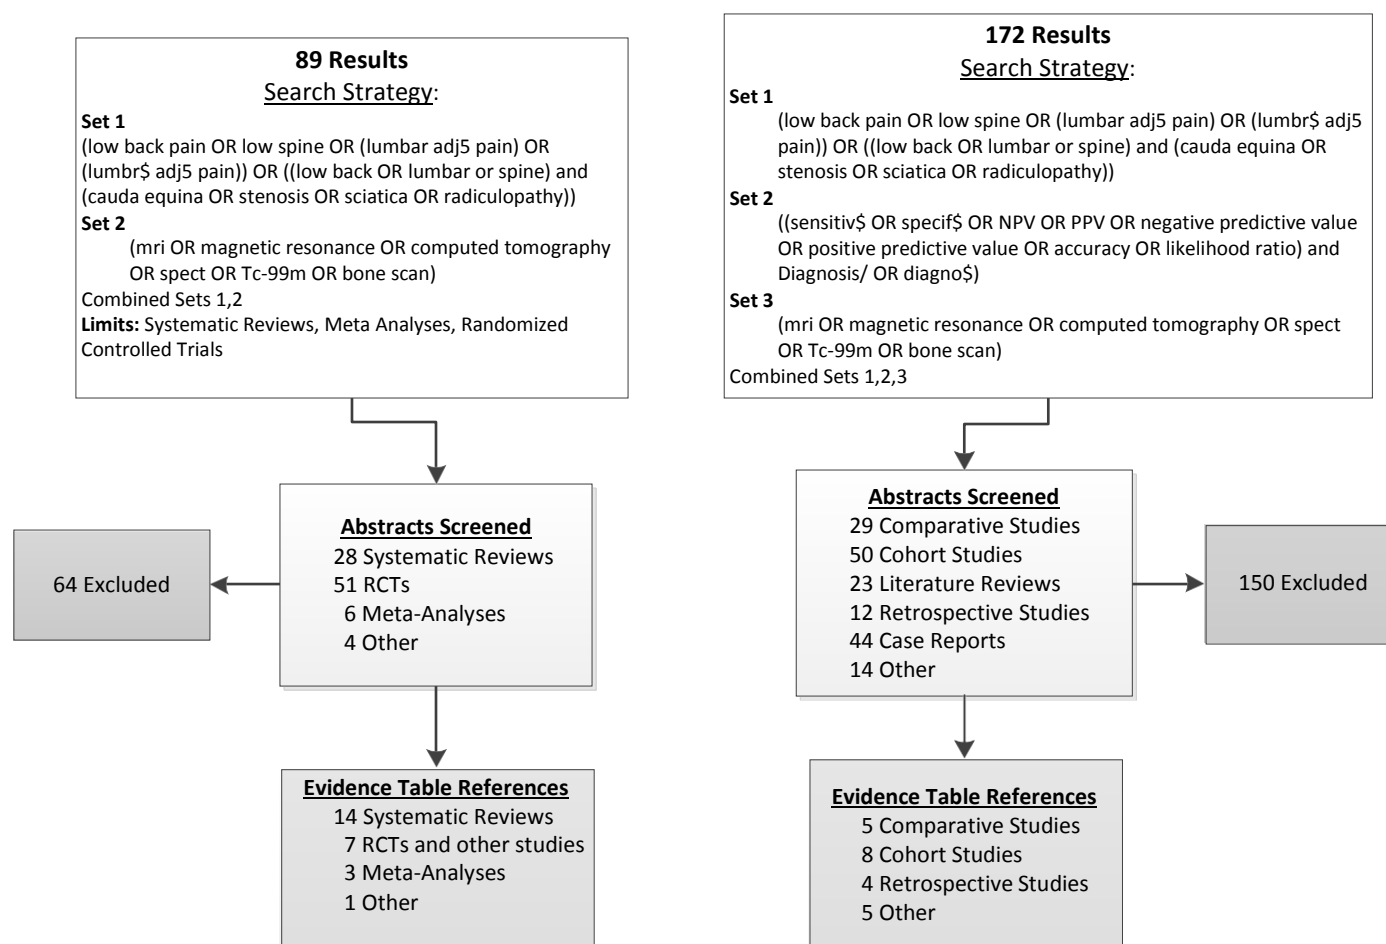 89 Results
Search Strategy:
Set 1
(low back pain OR low spine OR (lumbar adj5 pain) OR
(lumbr$ adj5 pain)) OR ((low back OR lumbar or spine) and
(cauda equina OR stenosis OR sciatica OR radiculopathy))
Set 2
(mri OR magnetic resonance OR computed tomography
OR spect OR Tc-99m OR bone scan)
Combined Sets 1,2
Limits: Systematic Reviews, Meta Analyses, Randomized
Controlled Trials
Abstracts Screened
28 Systematic Reviews
51 RCTs
6 Meta-Analyses
4 Other
64 Excluded
Evidence Table References
14 Systematic Reviews
7 RCTs and other studies
3 Meta-Analyses
1 Other
172 Results
Search Strategy:
Set 1
(low back pain OR low spine OR (lumbar adj5 pain) OR (lumbr$ adj5
pain)) OR ((low back OR lumbar or spine) and (cauda equina OR
stenosis OR sciatica OR radiculopathy))
Set 2
((sensitiv$ OR specif$ OR NPV OR PPV OR negative predictive value
OR positive predictive value OR accuracy OR likelihood ratio) and
Diagnosis/ OR diagno$)
Set 3
(mri OR magnetic resonance OR computed tomography OR spect
OR Tc-99m OR bone scan)
Combined Sets 1,2,3
Abstracts Screened
29 Comparative Studies
50 Cohort Studies
23 Literature Reviews
12 Retrospective Studies
44 Case Reports
14 Other
150 Excluded
Evidence Table References
5 Comparative Studies
8 Cohort Studies
4 Retrospective Studies
5 Other